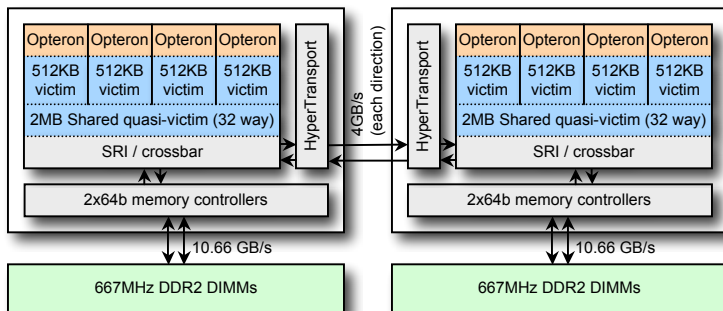 Opteron Opteron Opteron Opteron
512KB 512KB 512KB 512KB
victim victim victim victim
2MB Shared quasi-victim (32 way)
SRI / crossbar
HyperTransport
2x64b memory controllers
10.66 GB/s
667MHz DDR2 DIMMs
4GB/s
(each direction)
HyperTransport
Opteron Opteron Opteron Opteron
512KB 512KB 512KB 512KB
victim victim victim victim
2MB Shared quasi-victim (32 way)
SRI / crossbar
2x64b memory controllers
10.66 GB/s
667MHz DDR2 DIMMs